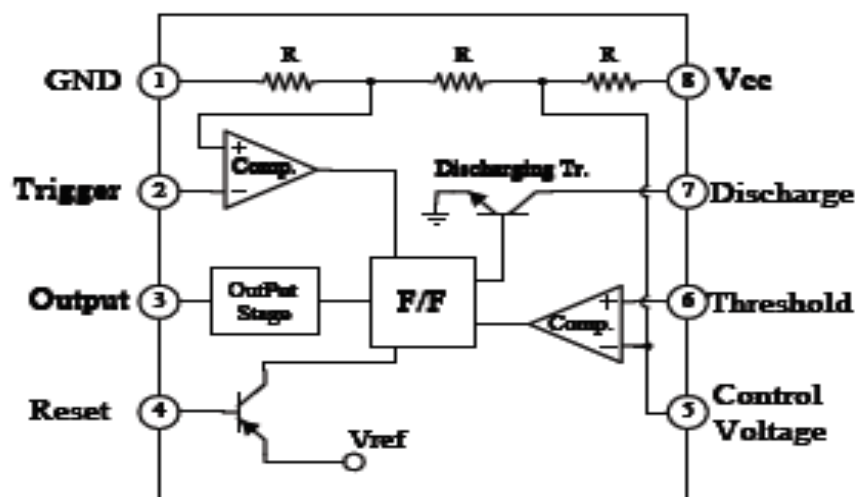 R R R
GND 1
8 Vcc
+
Comp.
−
Trigger 2
Discharging Tr.
7 Discharge
Output 3
OutPut
Stage
F/F
+
Comp.
−
6 Threshold
Reset 4
Vref
5 Control
Voltage